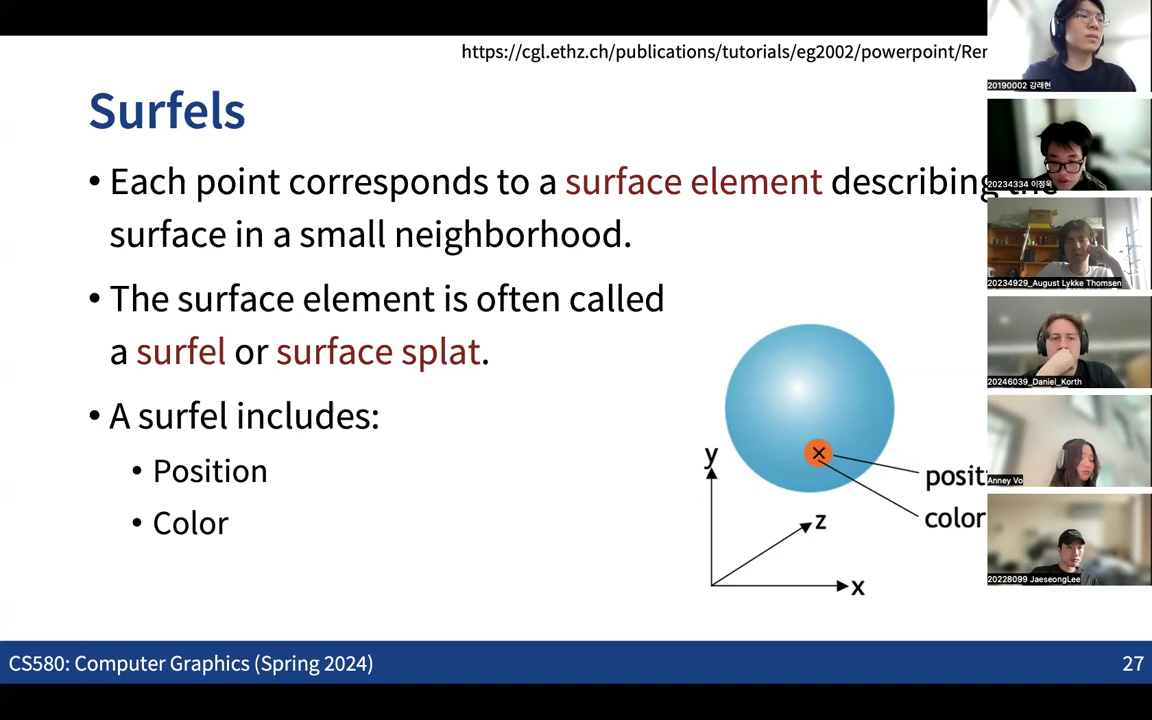 https://cgl.ethz.ch/publications/tutorials/eg2002/powerpoint/Ren
Surfels
• Each point corresponds to a surface element describing the
surface in a small neighborhood.
• The surface element is often called
a surfel or surface splat.
• A surfel includes:
• Position
• Color
y
z
x
×
posit
color
CS580: Computer Graphics (Spring 2024)
27
20190002 강래현
20234334 이정욱
20234929_August Lykke Thomsen
20246039_Daniel_Korth
Anney Vo
20228099 JaeseongLee